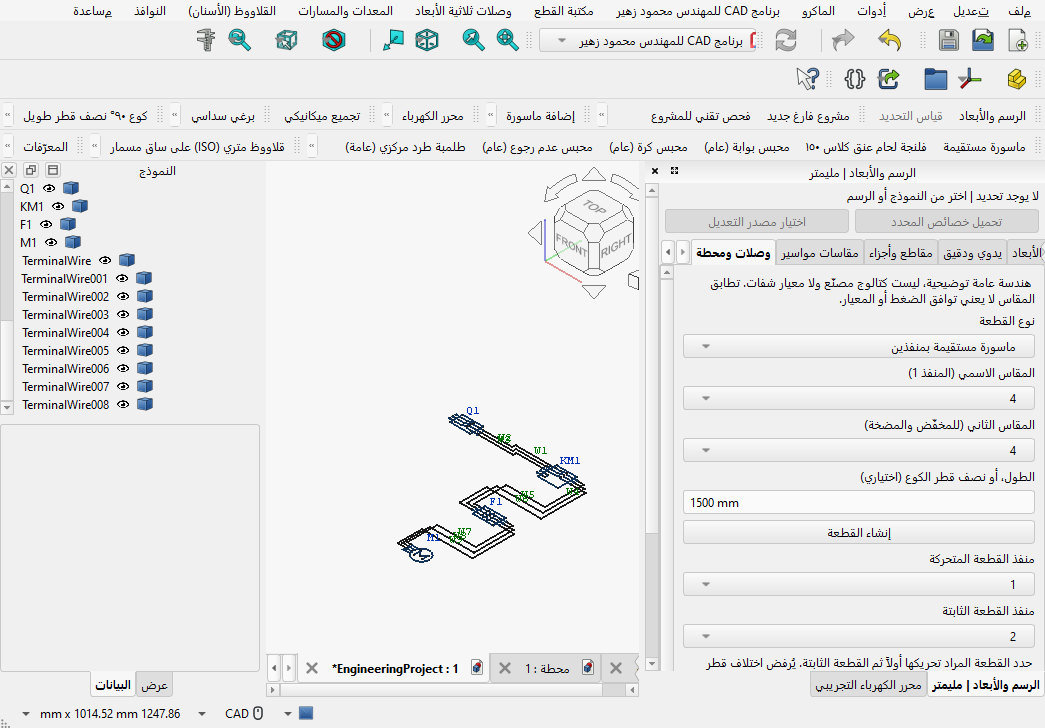 ملف تعديل عرض أدوات الماكرو برنامج CAD للمهندس محمود زهير مكتبة القطع وصلات ثلاثية الأبعاد المعدات والمسارات القلاووظ (الأسنان) النوافذ مساعدة
برنامج CAD للمهندس محمود زهير
الرسم والأبعاد قياس التحديد مشروع فارغ جديد فحص تقني للمشروع » إضافة ماسورة » محرر الكهرباء » تجميع ميكانيكي برغي سداسي » كوع ٩٠° نصف قطر طويل »
ماسورة مستقيمة فلنجة لحام عنق كلاس ١٥٠ محبس بوابة (عام) محبس كرة (عام) محبس عدم رجوع (عام) طلمبة طرد مركزي (عامة) » قلاووظ متري (ISO) على ساق مسمار » المعرّفات »
الرسم والأبعاد | مليمتر
لا يوجد تحديد | اختر من النموذج أو الرسم
تحميل خصائص المحدد
اختيار مصدر التعديل
الأبعاد يدوي ودقيق مقاطع وأجزاء مقاسات مواسير وصلات ومحطة
هندسة عامة توضيحية، ليست كتالوج مصنّع ولا معيار شفات. تطابق
المقاس لا يعني توافق الضغط أو المعيار.
نوع القطعة
ماسورة مستقيمة بمنفذين
المقاس الاسمي (المنفذ 1)
4
المقاس الثاني (للمخفّض والمضخة)
4
الطول، أو نصف قطر الكوع (اختياري)
1500 mm
إنشاء القطعة
منفذ القطعة المتحركة
1
منفذ القطعة الثابتة
2
حدد القطعة المراد تحريكها أولاً ثم القطعة الثابتة. يُرفض اختلاف قطر
الرسم والأبعاد | مليمتر
محرر الكهرباء التجريبي
TOP
FRONT
RIGHT
Q1
W1
KM1
F1
M1
محطة : 1
*EngineeringProject : 1
النموذج
Q1
KM1
F1
M1
TerminalWire
TerminalWire001
TerminalWire002
TerminalWire003
TerminalWire004
TerminalWire005
TerminalWire006
TerminalWire007
TerminalWire008
عرض
البيانات
CAD
1247.86 mm x 1014.52 mm